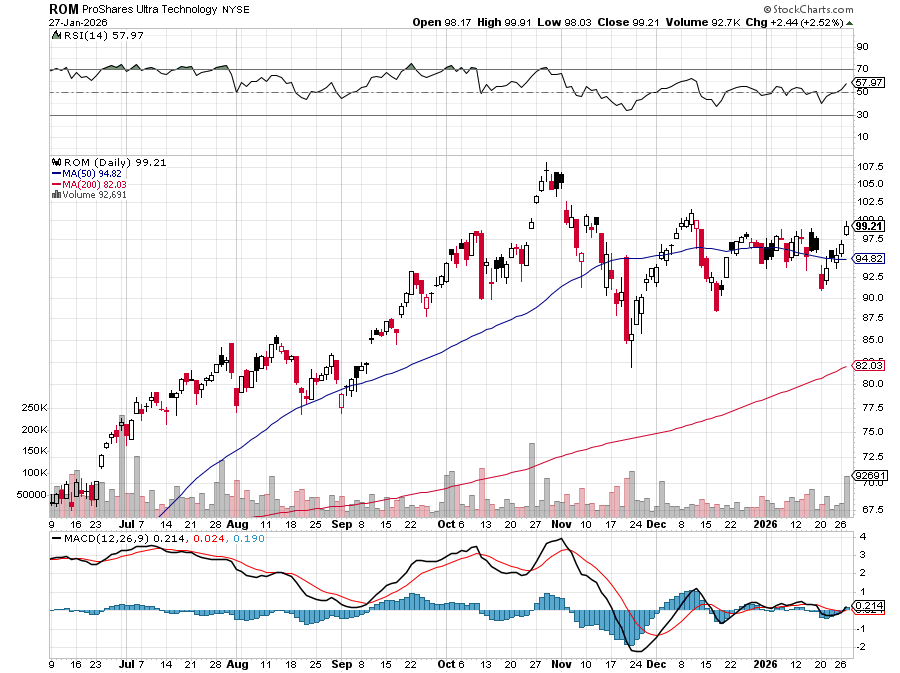 ROM ProShares Ultra Technology NYSE © StockCharts.com
27-Jan-2026 Open 98.17 High 99.91 Low 98.03 Close 99.21 Volume 92.7K Chg +2.44 (+2.52%)
RSI(14) 57.97
90
70
57.97
50
30
10
ROM (Daily) 99.21
MA(50) 94.82
MA(200) 82.03
Volume 92,691
107.5
105.0
102.5
99.21
97.5
94.82
92.5
90.0
87.5
85.0
82.03
80.0
77.5
250K
75.0
200K
150K
72.5
100K
92691
50000
67.5
9 16 23 Jul 7 14 21 28 Aug 11 18 25 Sep 8 15 22 Oct 6 13 20 27 Nov 10 17 24 Dec 8 15 22 2026 12 20 26
MACD(12,26,9) 0.214, 0.024, 0.190
4
3
2
1
0.214
-1
-2
9 16 23 Jul 7 14 21 28 Aug 11 18 25 Sep 8 15 22 Oct 6 13 20 27 Nov 10 17 24 Dec 8 15 22 2026 12 20 26